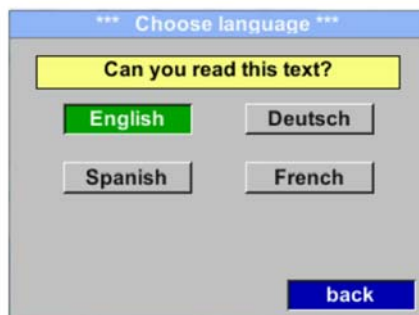 *** Choose language ***
Can you read this text?
English Deutsch
Spanish French
back